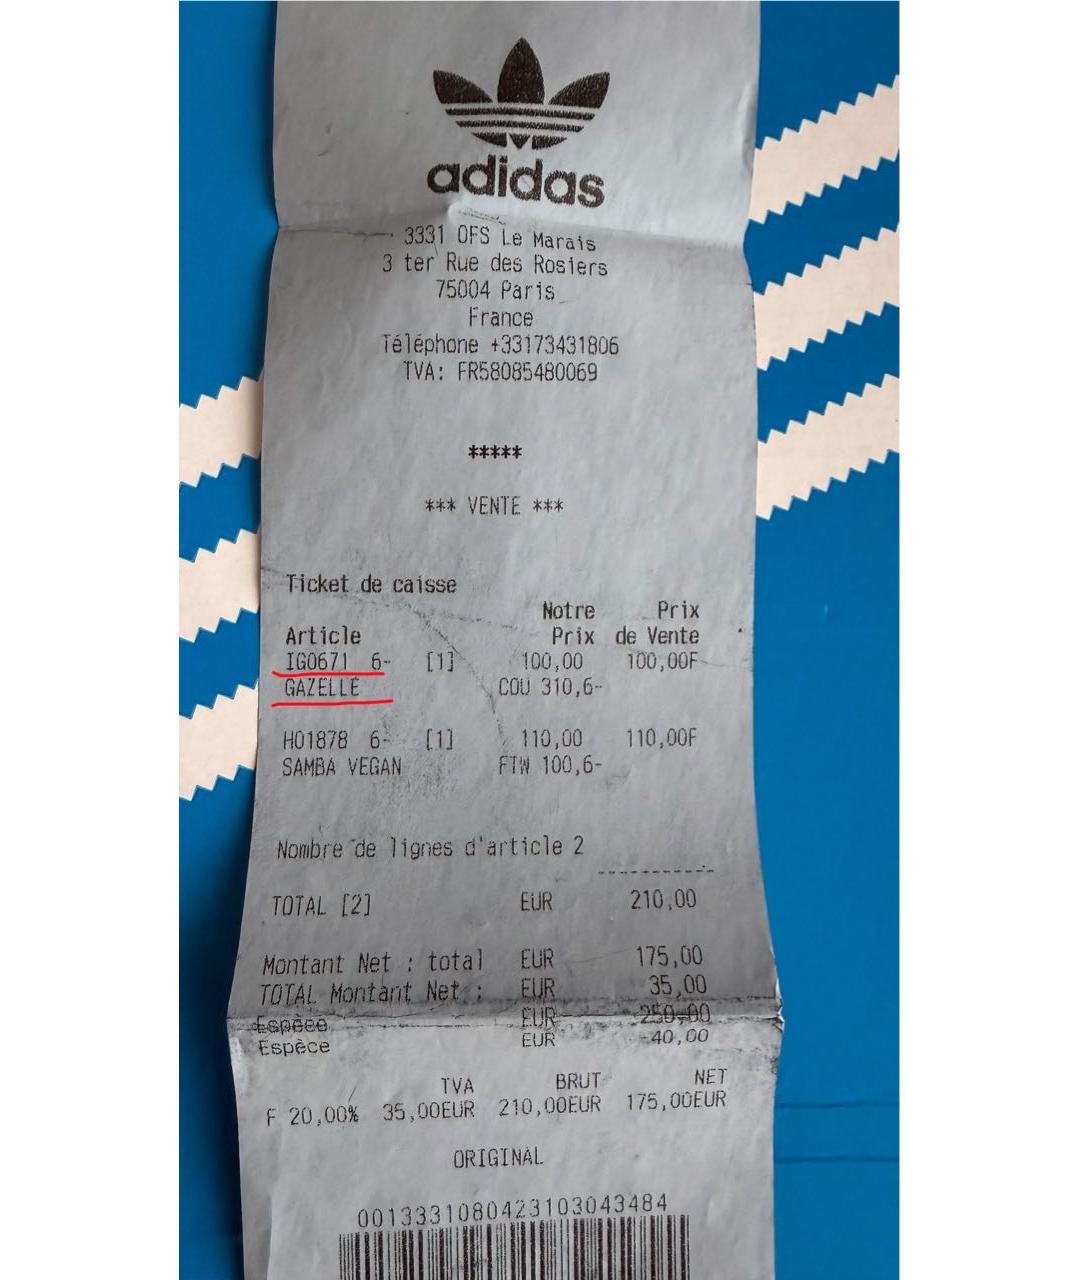 adidas
3331 OFS Le Marais
3 ter Rue des Rosiers
75004 Paris
France
Téléphone +33173431806
TVA: FR58085480069
*****
*** VENTE ***
Ticket de caisse
Notre Prix
Article Prix de Vente
IG0671 6- [1] 100,00 100,00F
GAZELLE COU 310,6-
H01878 6- [1] 110,00 110,00F
SAMBA VEGAN FTW 100,6-
Nombre de lignes d'article 2
-----------
TOTAL [2] EUR 210,00
Montant Net : total EUR 175,00
TOTAL Montant Net : EUR 35,00
Espèce EUR 250,00
Espèce EUR -40,00
TVA BRUT NET
F 20,00% 35,00EUR 210,00EUR 175,00EUR
ORIGINAL
0013331080423103043484